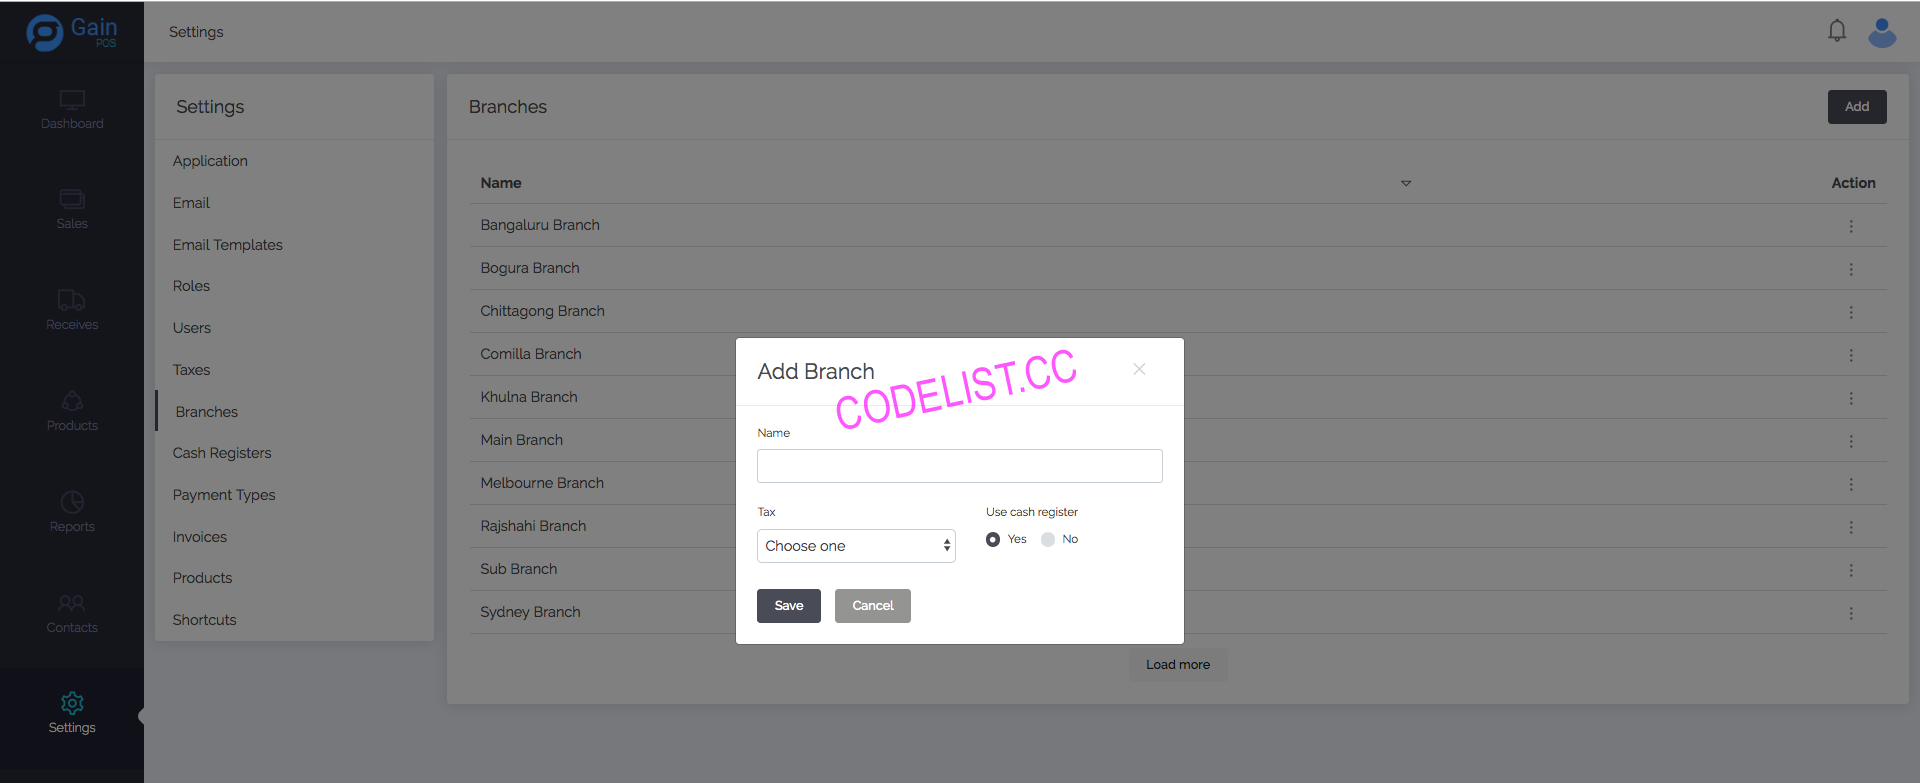 Gain
POS
Settings
Dashboard
Sales
Receives
Products
Reports
Contacts
Settings
Settings
Application
Email
Email Templates
Roles
Users
Taxes
Branches
Cash Registers
Payment Types
Invoices
Products
Shortcuts
Branches
Add
Name
Action
Bangaluru Branch
Bogura Branch
Chittagong Branch
Comilla Branch
Khulna Branch
Main Branch
Melbourne Branch
Rajshahi Branch
Sub Branch
Sydney Branch
Load more
Add Branch
CODELIST.CC
Name
Tax
Choose one
Use cash register
Yes No
Save Cancel